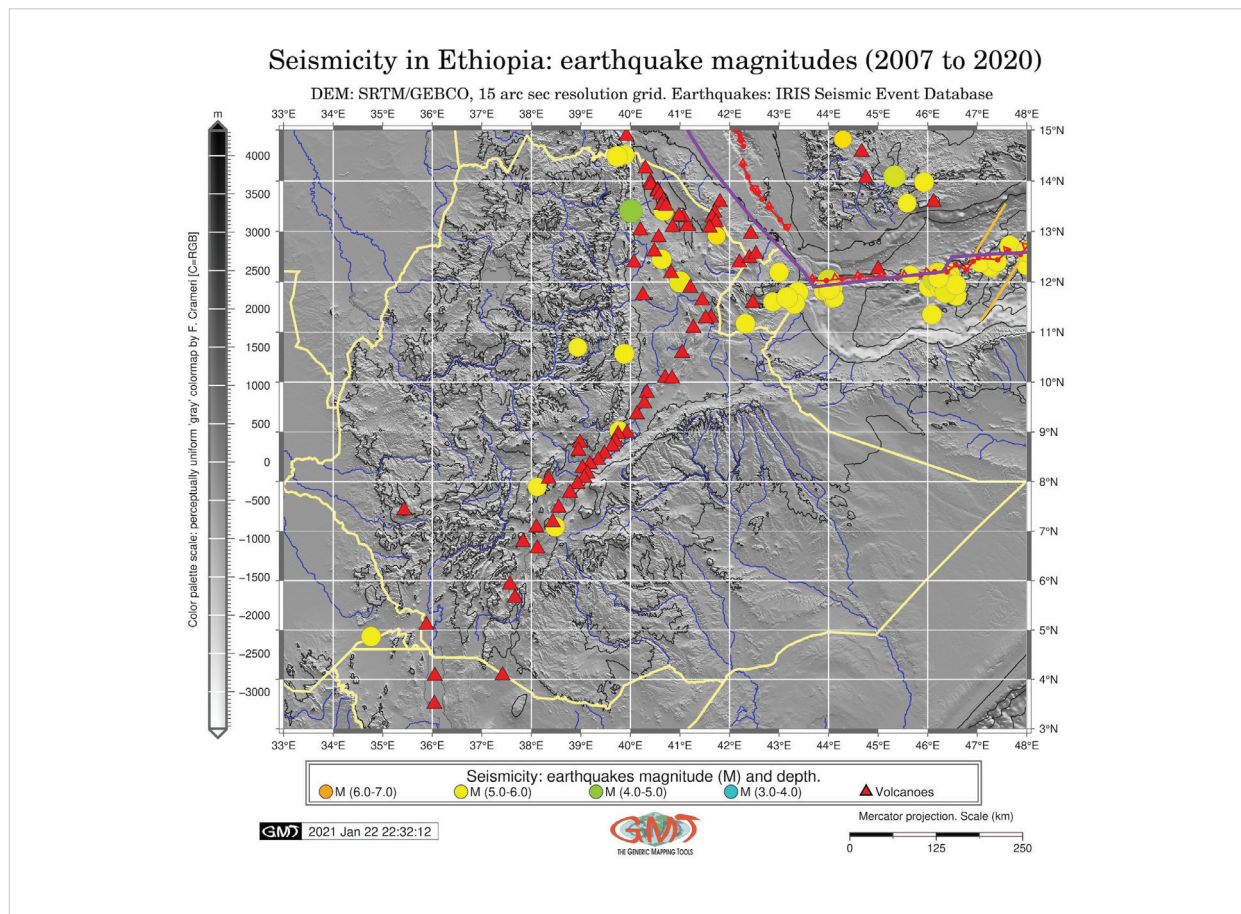 Seismicity in Ethiopia: earthquake magnitudes (2007 to 2020)
DEM: SRTM/GEBCO, 15 arc sec resolution grid. Earthquakes: IRIS Seismic Event Database
m
33°E 34°E 35°E 36°E 37°E 38°E 39°E 40°E 41°E 42°E 43°E 44°E 45°E 46°E 47°E 48°E
15°N
14°N
13°N
12°N
11°N
10°N
9°N
8°N
7°N
6°N
5°N
4°N
3°N
4000
3500
3000
2500
2000
1500
1000
500
0
−500
−1000
−1500
−2000
−2500
−3000
Color palette scale: perceptually uniform 'gray' colormap by F. Crameri [C=RGB]
33°E 34°E 35°E 36°E 37°E 38°E 39°E 40°E 41°E 42°E 43°E 44°E 45°E 46°E 47°E 48°E
Seismicity: earthquakes magnitude (M) and depth.
M (6.0-7.0) M (5.0-6.0) M (4.0-5.0) M (3.0-4.0) Volcanoes
GMT 2021 Jan 22 22:32:12
GMT
THE GENERIC MAPPING TOOLS
Mercator projection. Scale (km)
0 125 250